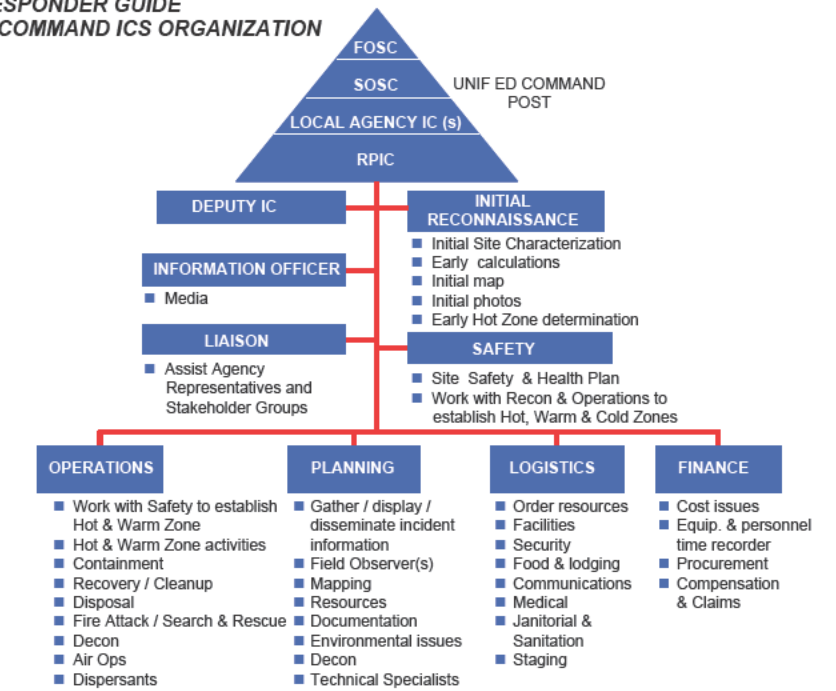 ESPONDER GUIDE
COMMAND ICS ORGANIZATION
FOSC
SOSC
LOCAL AGENCY IC (s)
RPIC
UNIF ED COMMAND
POST
DEPUTY IC
INITIAL
RECONNAISSANCE
Initial Site Characterization
Early calculations
Initial map
Initial photos
Early Hot Zone determination
INFORMATION OFFICER
Media
LIAISON
Assist Agency
Representatives and
Stakeholder Groups
SAFETY
Site Safety & Health Plan
Work with Recon & Operations to
establish Hot, Warm & Cold Zones
OPERATIONS
Work with Safety to establish
Hot & Warm Zone
Hot & Warm Zone activities
Containment
Recovery / Cleanup
Disposal
Fire Attack / Search & Rescue
Decon
Air Ops
Dispersants
PLANNING
Gather / display /
disseminate incident
information
Field Observer(s)
Mapping
Resources
Documentation
Environmental issues
Decon
Technical Specialists
LOGISTICS
Order resources
Facilities
Security
Food & lodging
Communications
Medical
Janitorial &
Sanitation
Staging
FINANCE
Cost issues
Equip. & personnel
time recorder
Procurement
Compensation
& Claims